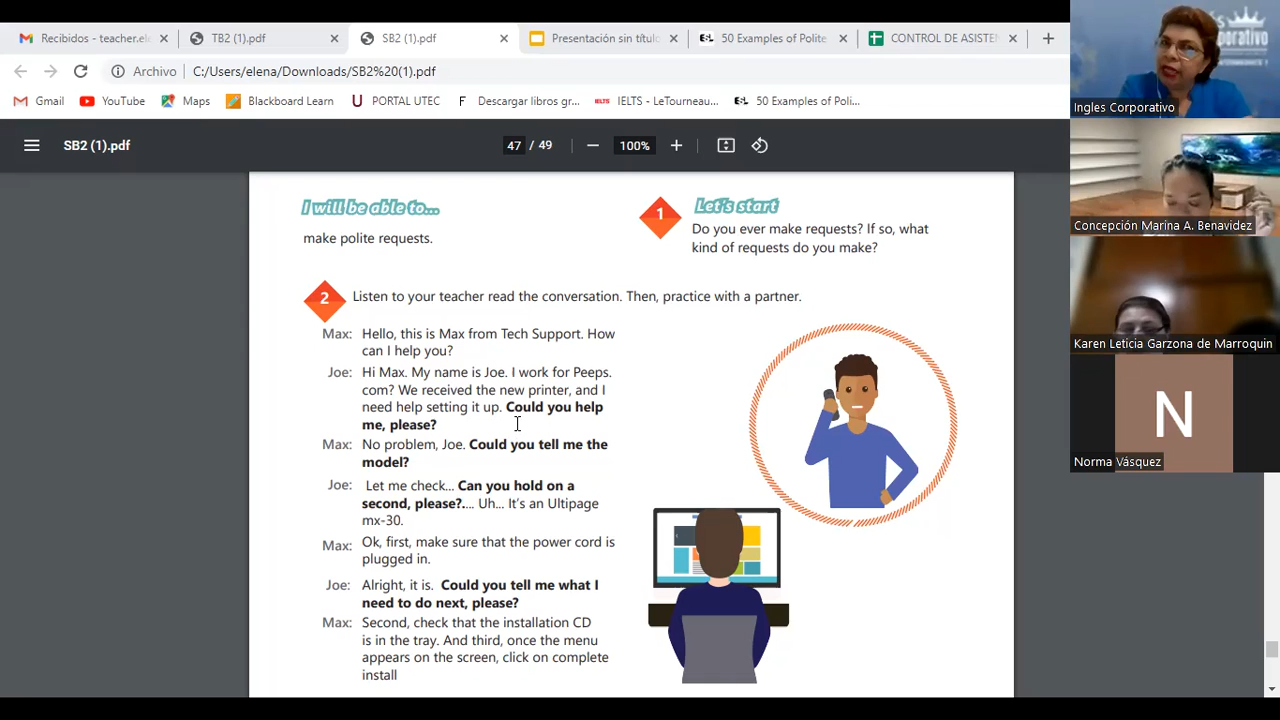 Recibidos - teacher.ele
TB2 (1).pdf
SB2 (1).pdf
Presentación sin título
50 Examples of Polite
CONTROL DE ASISTEN
Archivo
C:/Users/elena/Downloads/SB2%20(1).pdf
Gmail
YouTube
Maps
Blackboard Learn
PORTAL UTEC
Descargar libros gr...
IELTS - LeTourneau...
50 Examples of Poli...
SB2 (1).pdf
47 / 49
100%
I will be able to...
make polite requests.
1
Let's start
Do you ever make requests? If so, what
kind of requests do you make?
2
Listen to your teacher read the conversation. Then, practice with a partner.
Max: Hello, this is Max from Tech Support. How
can I help you?
Joe: Hi Max. My name is Joe. I work for Peeps.
com? We received the new printer, and I
need help setting it up. Could you help
me, please?
Max: No problem, Joe. Could you tell me the
model?
Joe: Let me check... Can you hold on a
second, please?.... Uh... It's an Ultipage
mx-30.
Max: Ok, first, make sure that the power cord is
plugged in.
Joe: Alright, it is. Could you tell me what I
need to do next, please?
Max: Second, check that the installation CD
is in the tray. And third, once the menu
appears on the screen, click on complete
install
Ingles Corporativo
Concepción Marina A. Benavidez
Karen Leticia Garzona de Marroquin
N
Norma Vásquez